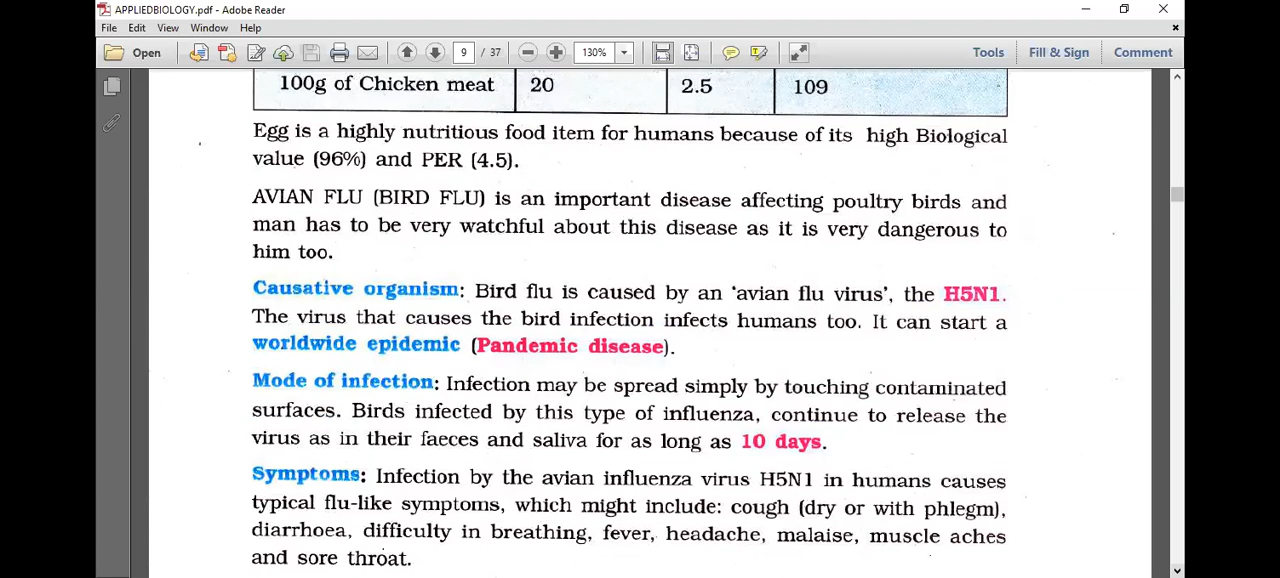 APPLIEDBIOLOGY.pdf - Adobe Reader
File Edit View Window Help
Open 9 / 37 130% Tools Fill & Sign Comment
100g of Chicken meat 20 2.5 109
Egg is a highly nutritious food item for humans because of its high Biological
value (96%) and PER (4.5).
AVIAN FLU (BIRD FLU) is an important disease affecting poultry birds and
man has to be very watchful about this disease as it is very dangerous to
him too.
Causative organism: Bird flu is caused by an ‘avian flu virus’, the H5N1.
The virus that causes the bird infection infects humans too. It can start a
worldwide epidemic (Pandemic disease).
Mode of infection: Infection may be spread simply by touching contaminated
surfaces. Birds infected by this type of influenza, continue to release the
virus as in their faeces and saliva for as long as 10 days.
Symptoms: Infection by the avian influenza virus H5N1 in humans causes
typical flu-like symptoms, which might include: cough (dry or with phlegm),
diarrhoea, difficulty in breathing, fever, headache, malaise, muscle aches
and sore throat.